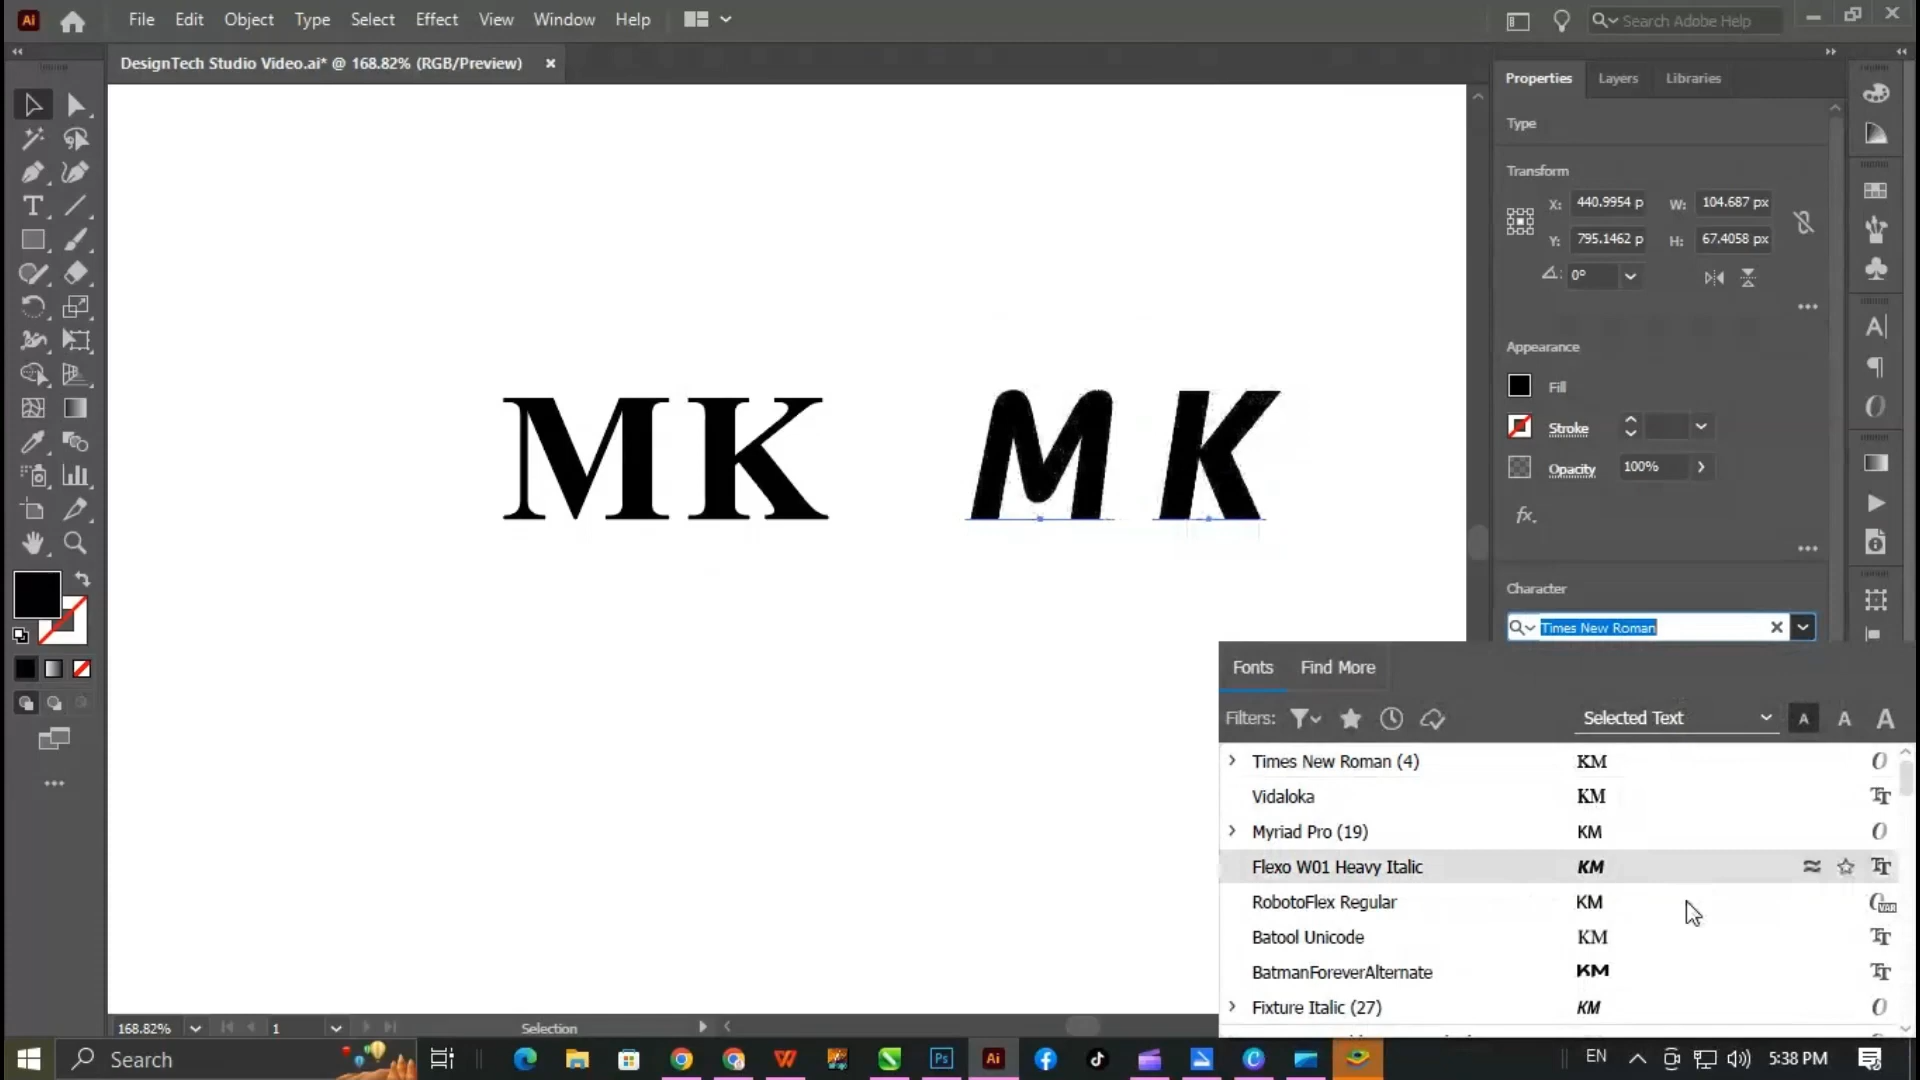 File Edit Object Type Select Effect View Window Help
Search Adobe Help
DesignTech Studio Video.ai* @ 168.82% (RGB/Preview)
Properties Layers Libraries
Type
Transform
X: 440.9954 p W: 104.687 px
Y: 795.1462 p H: 67.4058 px
0°
Appearance
Fill
Stroke
Opacity 100%
fx.
Character
Times New Roman
MK
M K
Fonts Find More
Filters: Selected Text A A A
Times New Roman (4) KM
Vidaloka KM
Myriad Pro (19) KM
Flexo W01 Heavy Italic KM
RobotoFlex Regular KM
Batool Unicode KM
BatmanForeverAlternate KM
Fixture Italic (27) KM
168.82% 1 Selection
Search
Ps Ai
EN 5:38 PM